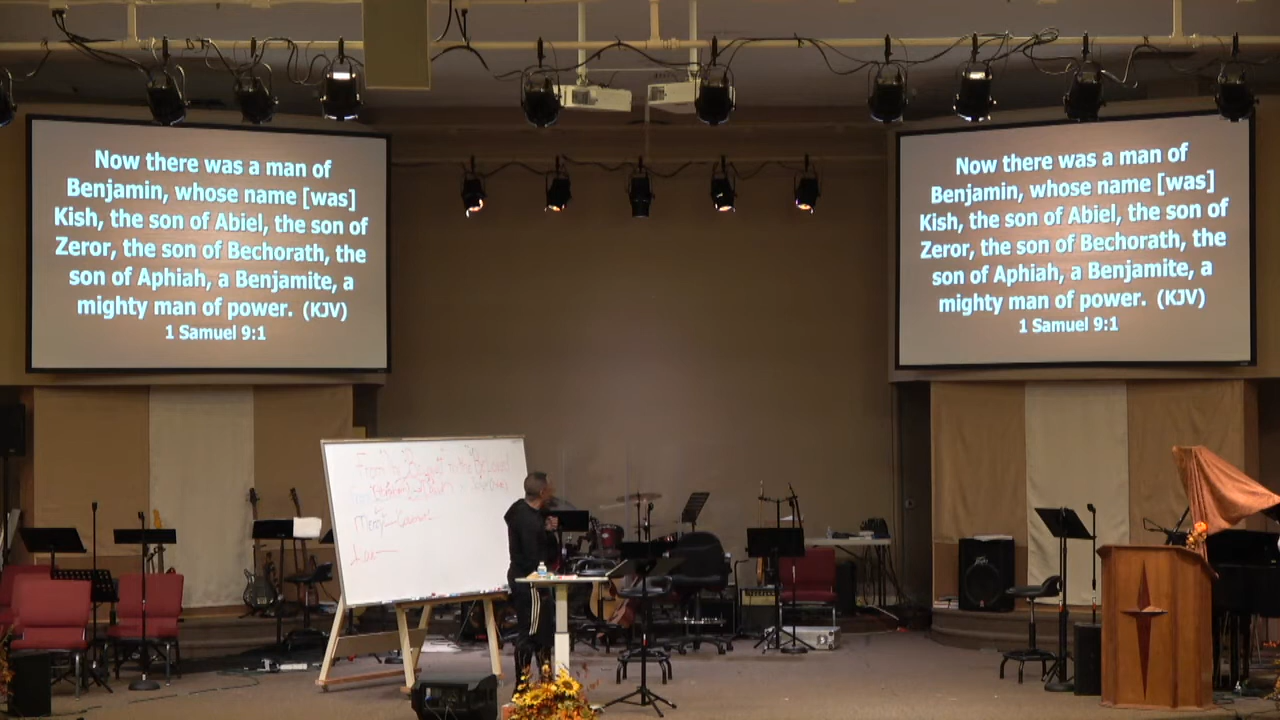 Now there was a man of
Benjamin, whose name [was]
Kish, the son of Abiel, the son of
Zeror, the son of Bechorath, the
son of Aphiah, a Benjamite, a
mighty man of power. (KJV)
1 Samuel 9:1
Now there was a man of
Benjamin, whose name [was]
Kish, the son of Abiel, the son of
Zeror, the son of Bechorath, the
son of Aphiah, a Benjamite, a
mighty man of power. (KJV)
1 Samuel 9:1
From to the